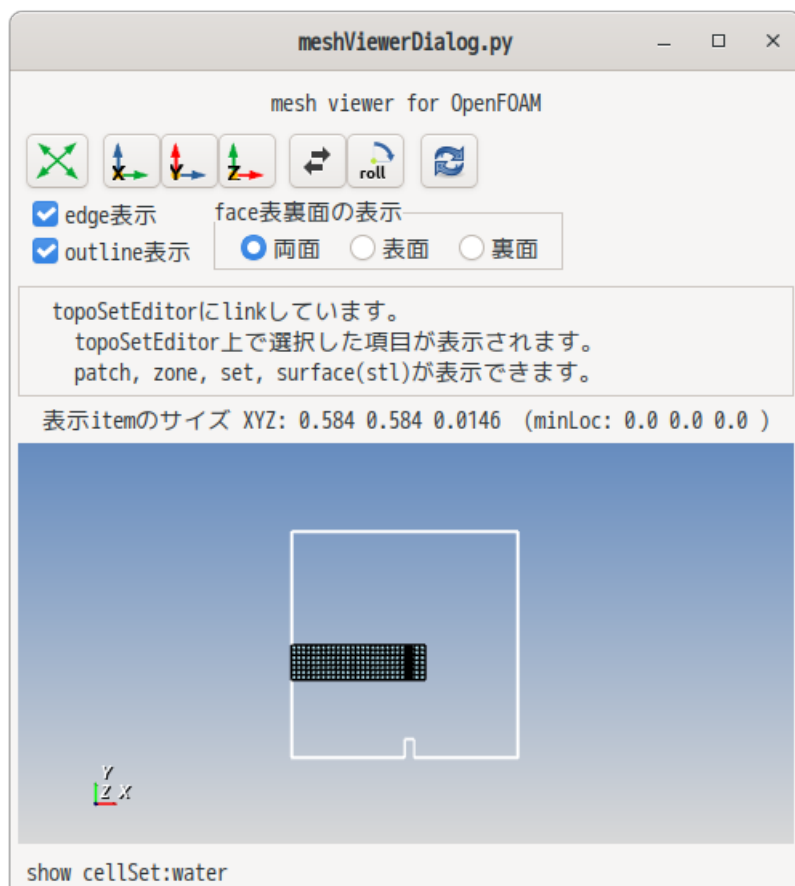 meshViewerDialog.py
mesh viewer for OpenFOAM
X Y Z roll
edge表示
face表裏面の表示
outline表示
両面 表面 裏面
topoSetEditorにlinkしています。
topoSetEditor上で選択した項目が表示されます。
patch, zone, set, surface(stl)が表示できます。
表示itemのサイズ XYZ: 0.584 0.584 0.0146 (minLoc: 0.0 0.0 0.0 )
Y
Z X
show cellSet:water